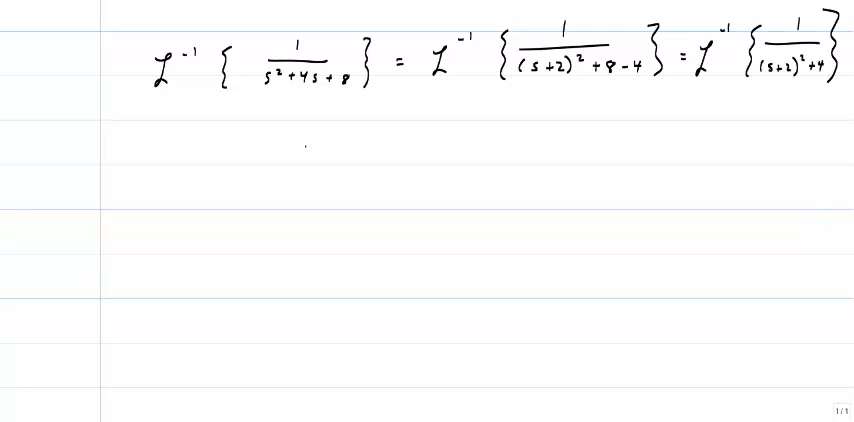 ℒ⁻¹ { 1/(s² + 4s + 8) } = ℒ⁻¹ { 1/((s+2)² + 8 - 4) } = ℒ⁻¹ { 1/((s+2)² + 4) }
1/1